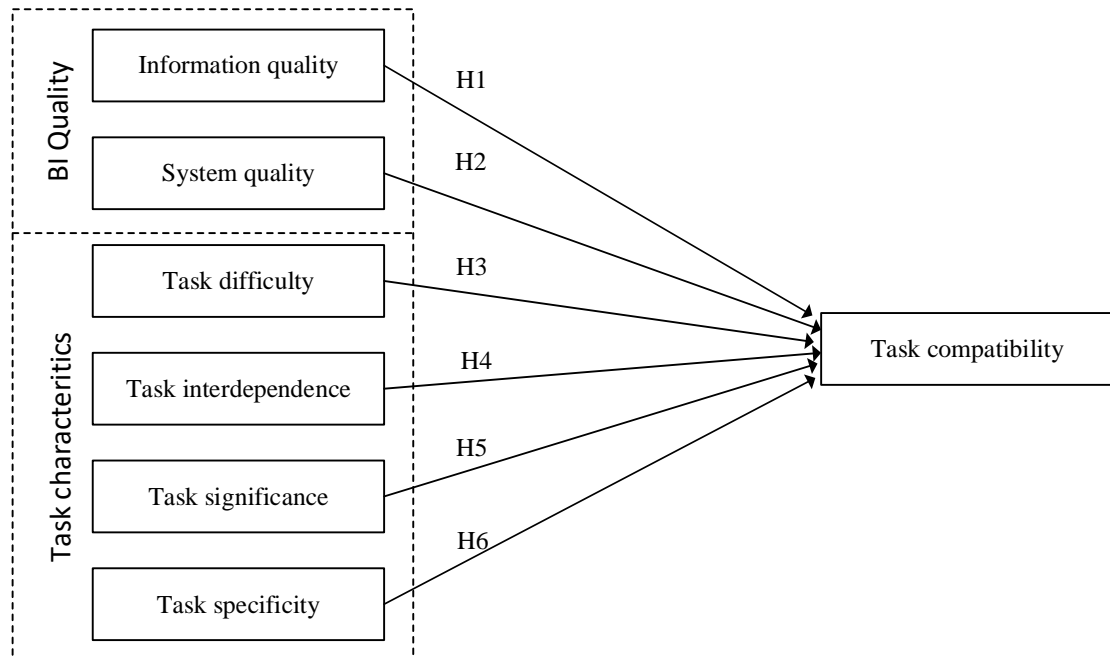 BI Quality
Information quality
H1
System quality
H2
Task characteritics
Task difficulty
H3
Task interdependence
H4
Task significance
H5
Task specificity
H6
Task compatibility